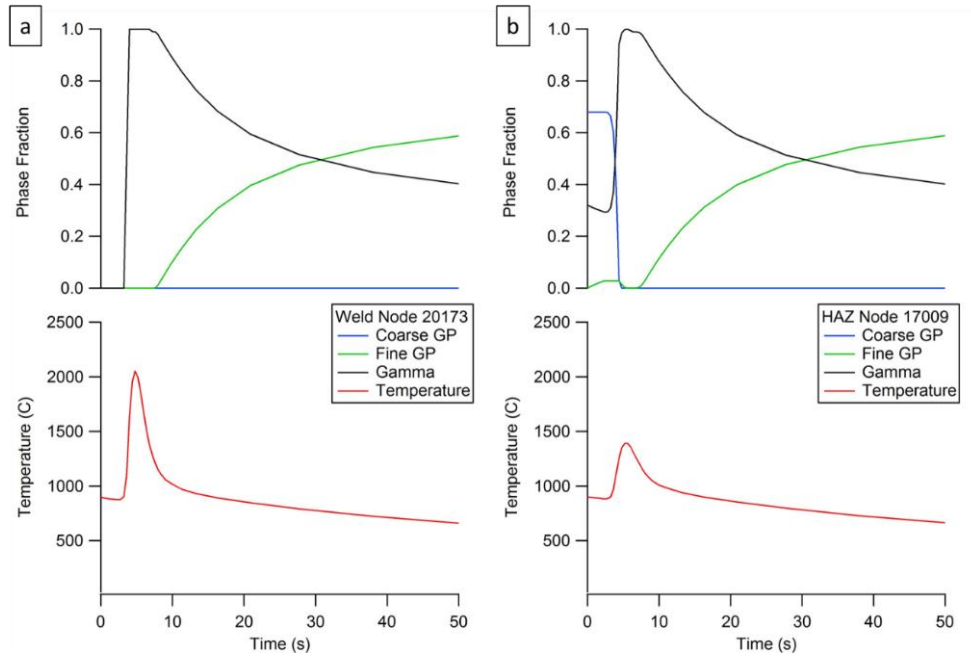 a
1.0
0.8
0.6
0.4
0.2
0.0
Phase Fraction
2500
2000
1500
1000
500
Temperature (C)
Weld Node 20173
Coarse GP
Fine GP
Gamma
Temperature
0 10 20 30 40 50
Time (s)
b
1.0
0.8
0.6
0.4
0.2
0.0
Phase Fraction
2500
2000
1500
1000
500
Temperature (C)
HAZ Node 17009
Coarse GP
Fine GP
Gamma
Temperature
0 10 20 30 40 50
Time (s)